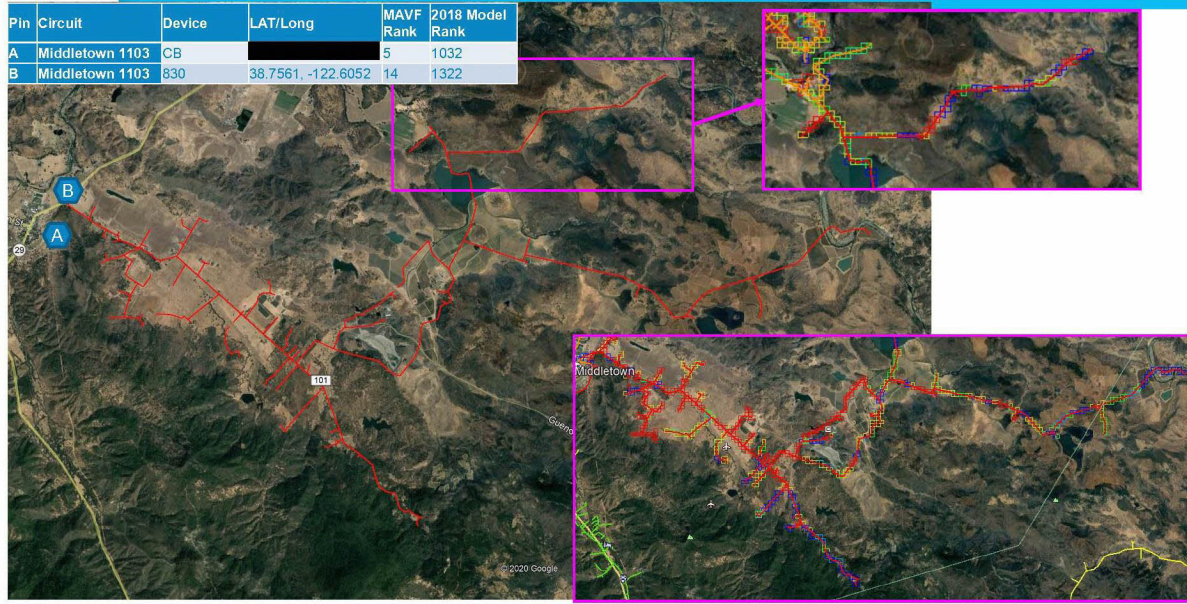 Pin Circuit Device LAT/Long MAVF Rank 2018 Model Rank
A Middletown 1103 CB 5 1032
B Middletown 1103 830 38.7561, -122.6052 14 1322
B
A
29
101
Gueno
© 2020 Google
Middletown